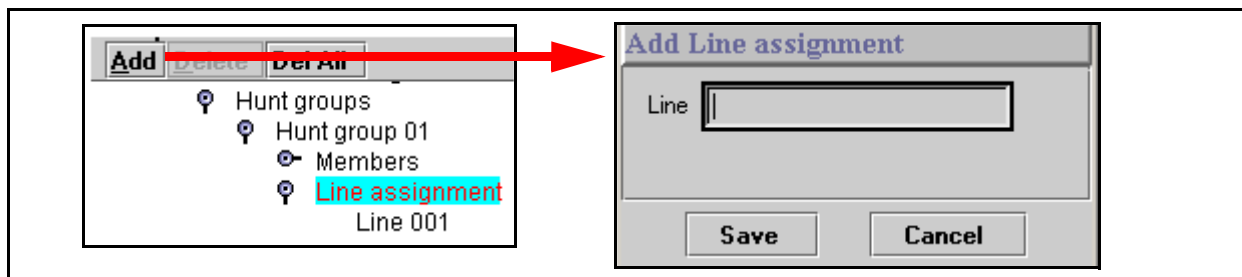 Add Delete Del All
Hunt groups
Hunt group 01
Members
Line assignment
Line 001
Add Line assignment
Line
Save Cancel